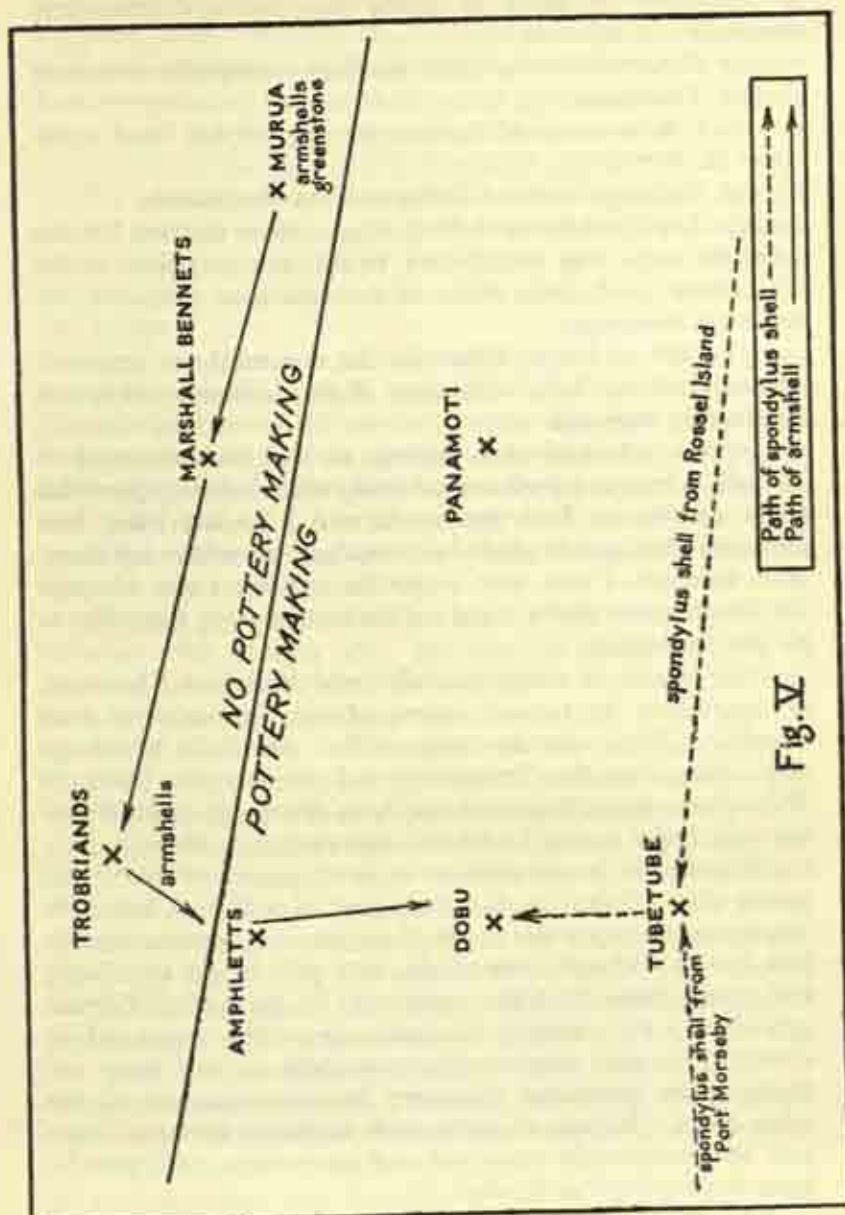 TROBRIANDS
armshells
MARSHALL BENNETS
MURUA
armshells
greenstone
NO POTTERY MAKING
POTTERY MAKING
AMPHLETTS
DOBU
PANAMOTI
TUBETUBE
spondylus shell from Rossel Island
spondylus shell from
Port Morseby
Path of spondylus shell
Path of armshell
Fig. V